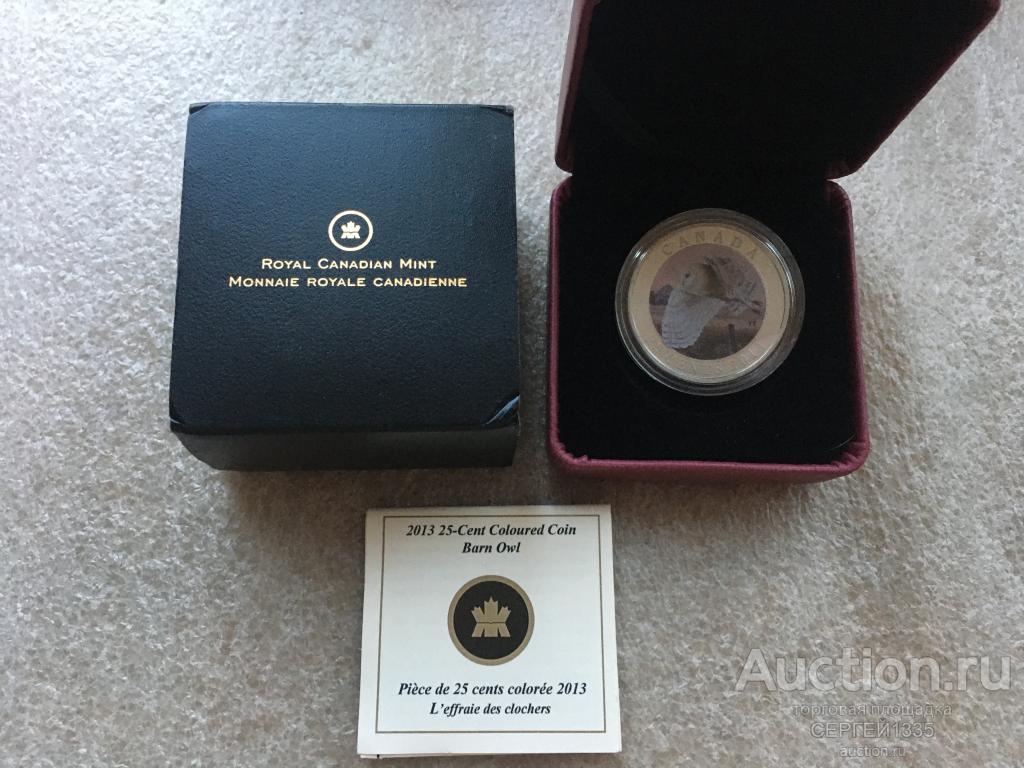 ROYAL CANADIAN MINT
MONNAIE ROYALE CANADIENNE
CANADA
2013 25-Cent Coloured Coin
Barn Owl
Pièce de 25 cents colorée 2013
L'effraie des clochers
Auction.ru
торговая площадка
СЕРГЕЙ1335
auction.ru